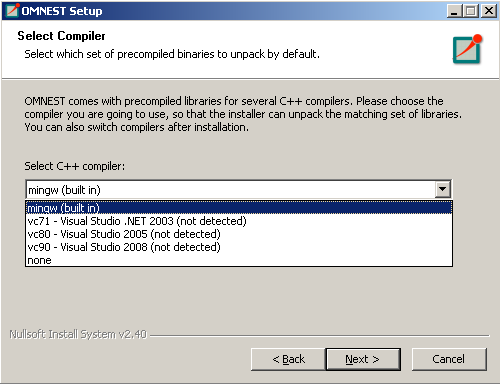 OMNEST Setup
Select Compiler
Select which set of precompiled binaries to unpack by default.
OMNEST comes with precompiled libraries for several C++ compilers. Please choose the
compiler you are going to use, so that the installer can unpack the matching set of libraries.
You can also switch compilers after installation.
Select C++ compiler:
mingw (built in)
mingw (built in)
vc71 - Visual Studio .NET 2003 (not detected)
vc80 - Visual Studio 2005 (not detected)
vc90 - Visual Studio 2008 (not detected)
none
Nullsoft Install System v2.40
< Back Next > Cancel